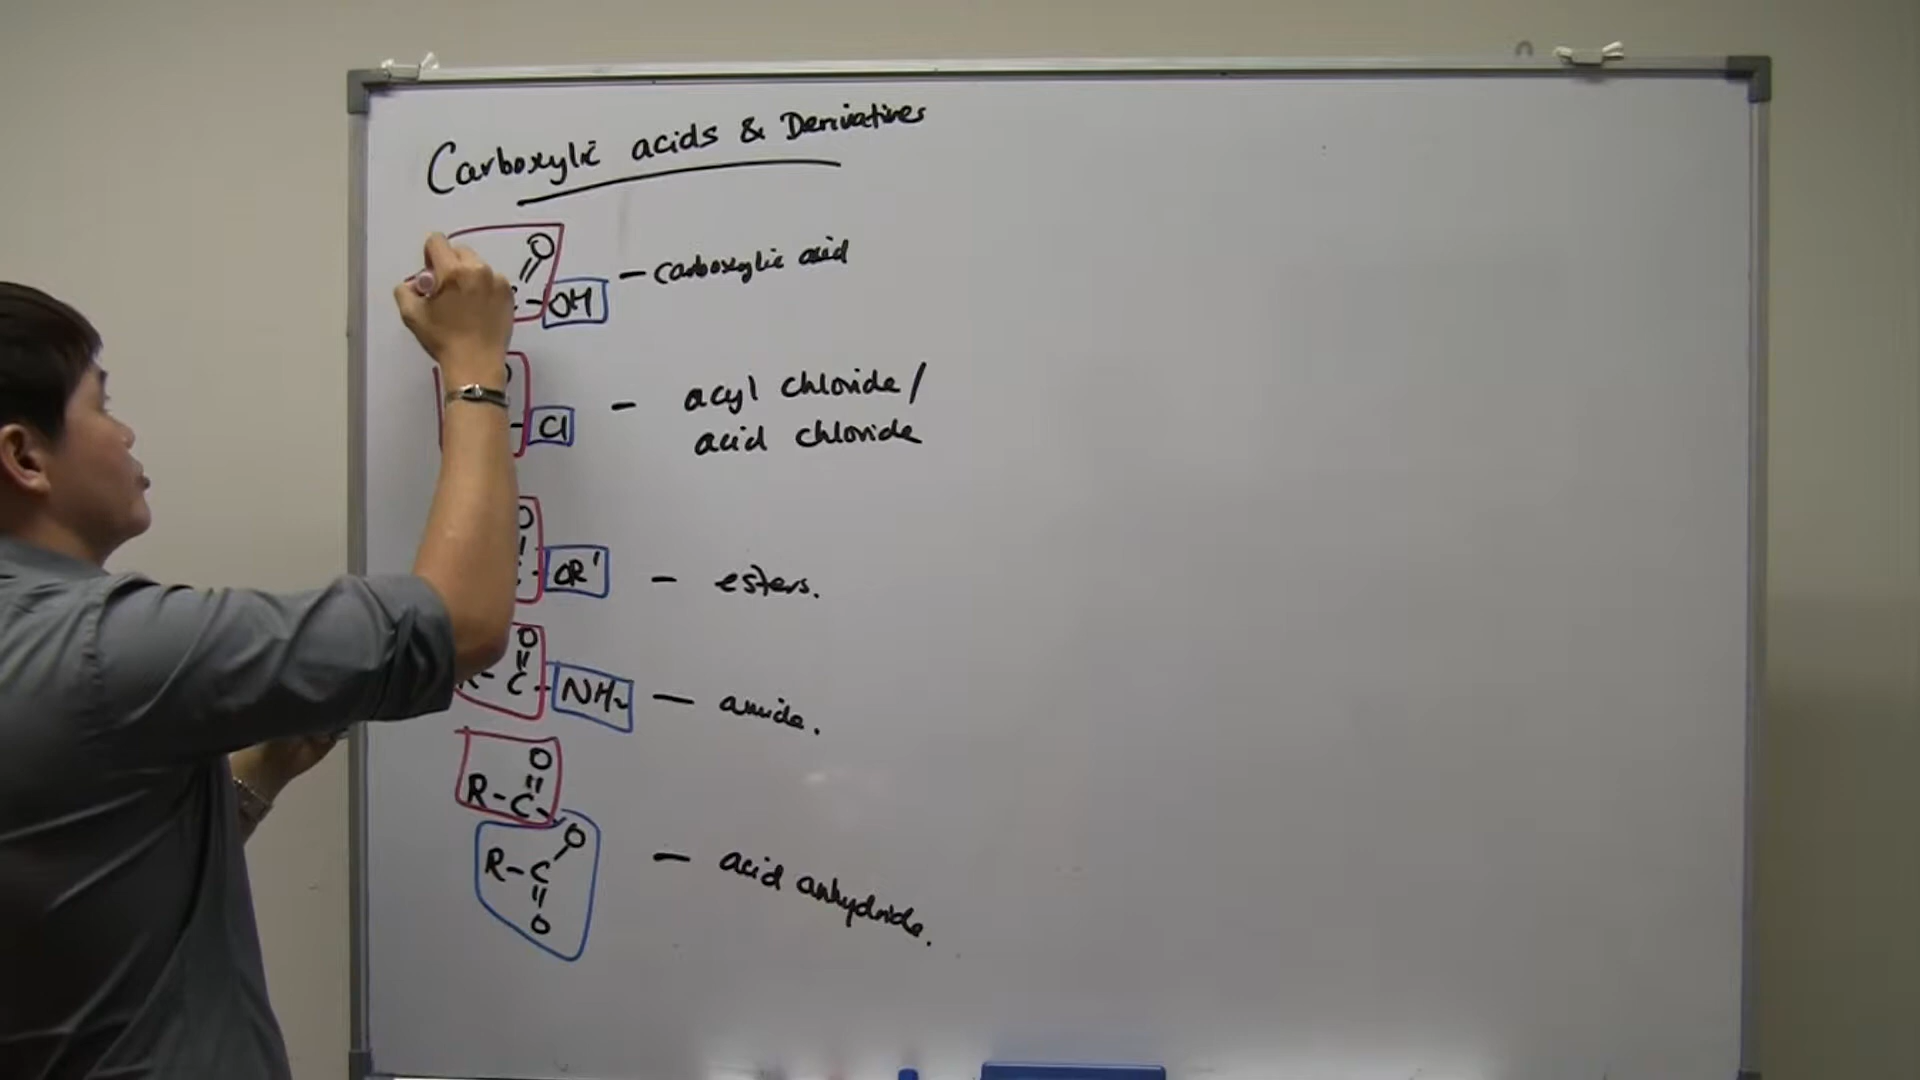 Carboxylic acids & Derivatives
O
C - OH - carboxylic acid
Cl - acyl chloride /
acid chloride
O
OR' - esters.
O
R - C - NH2 - amide.
O
R - C
O
R - C - acid anhydride.
O